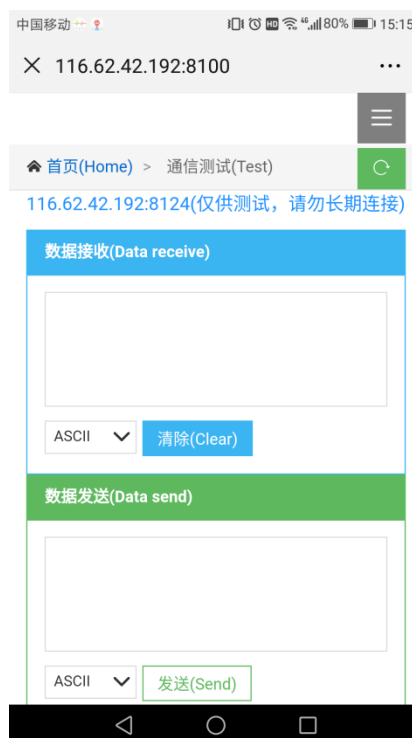 中国移动 HD 46 80% 15:15
116.62.42.192:8100
首页(Home) > 通信测试(Test)
116.62.42.192:8124(仅供测试，请勿长期连接)
数据接收(Data receive)
ASCII 清除(Clear)
数据发送(Data send)
ASCII 发送(Send)